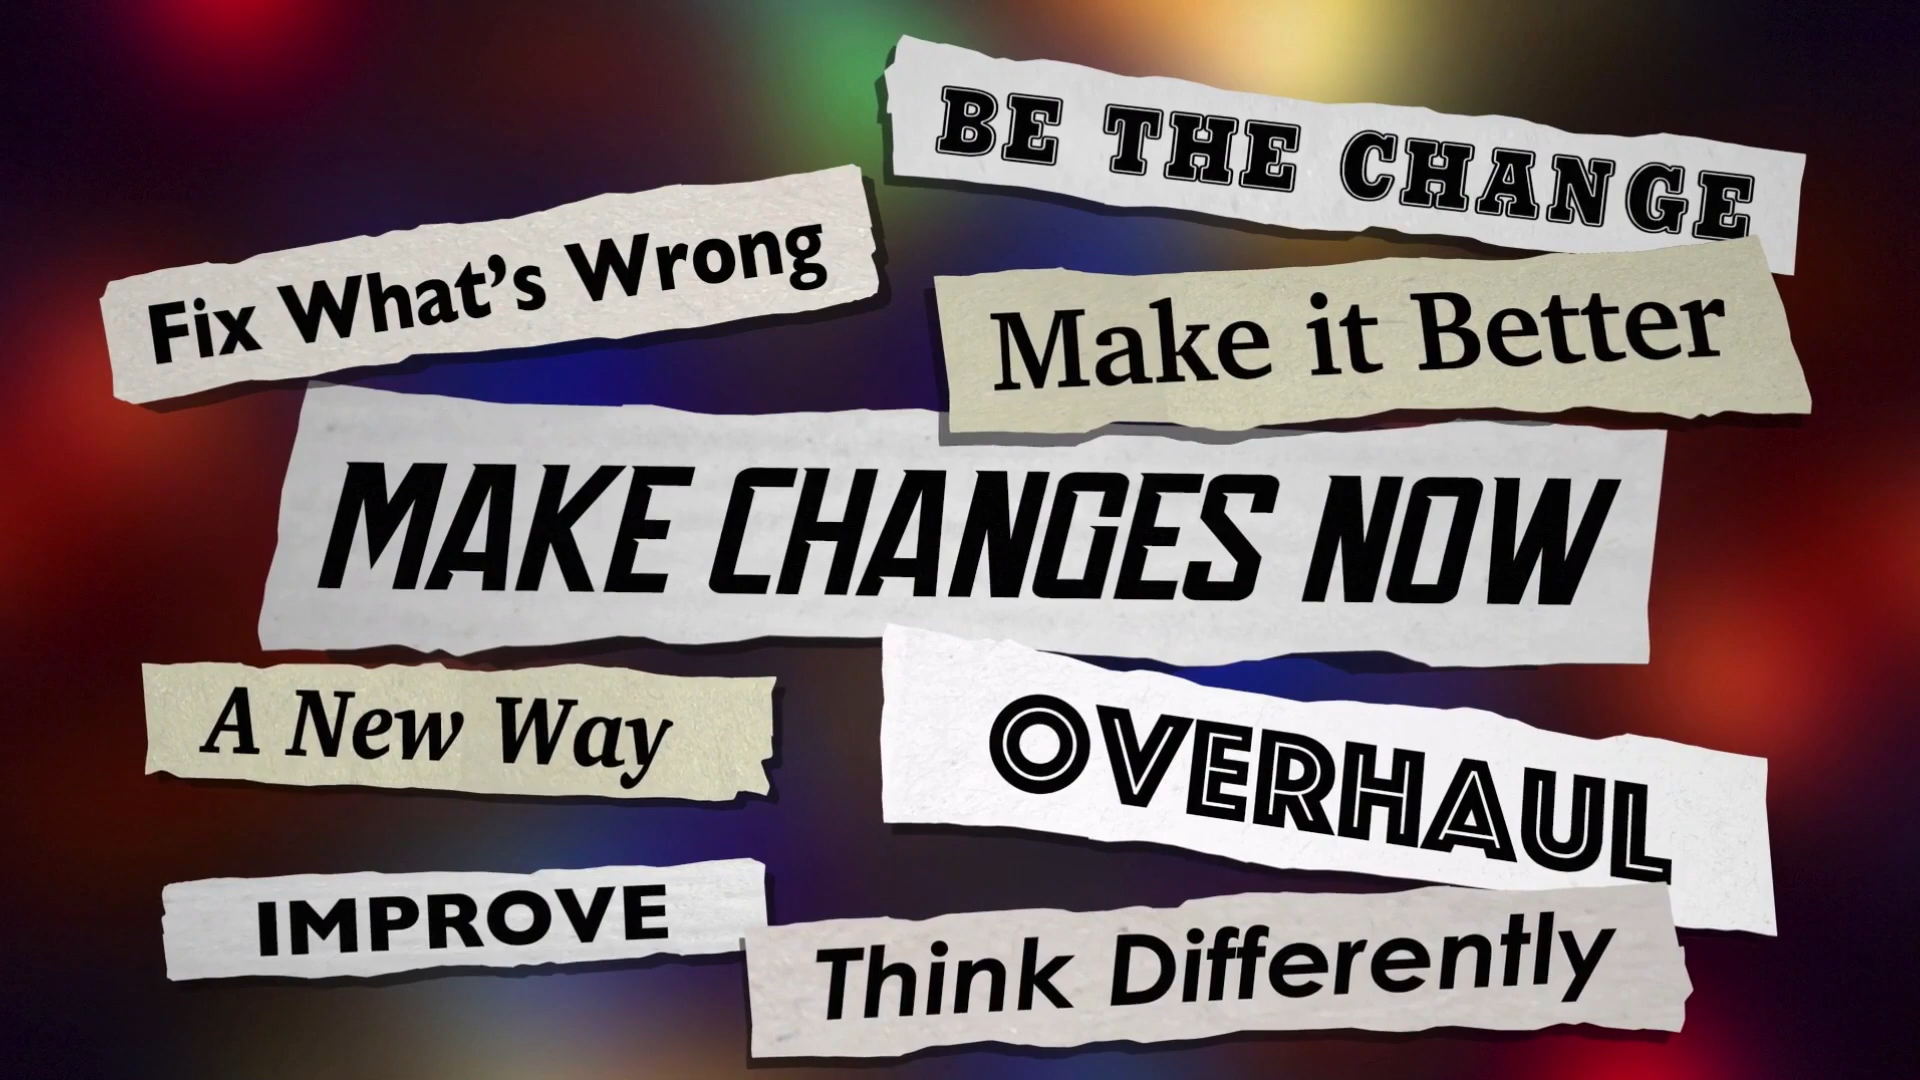 BE THE CHANGE
Fix What's Wrong
Make it Better
MAKE CHANGES NOW
A New Way
OVERHAUL
IMPROVE
Think Differently